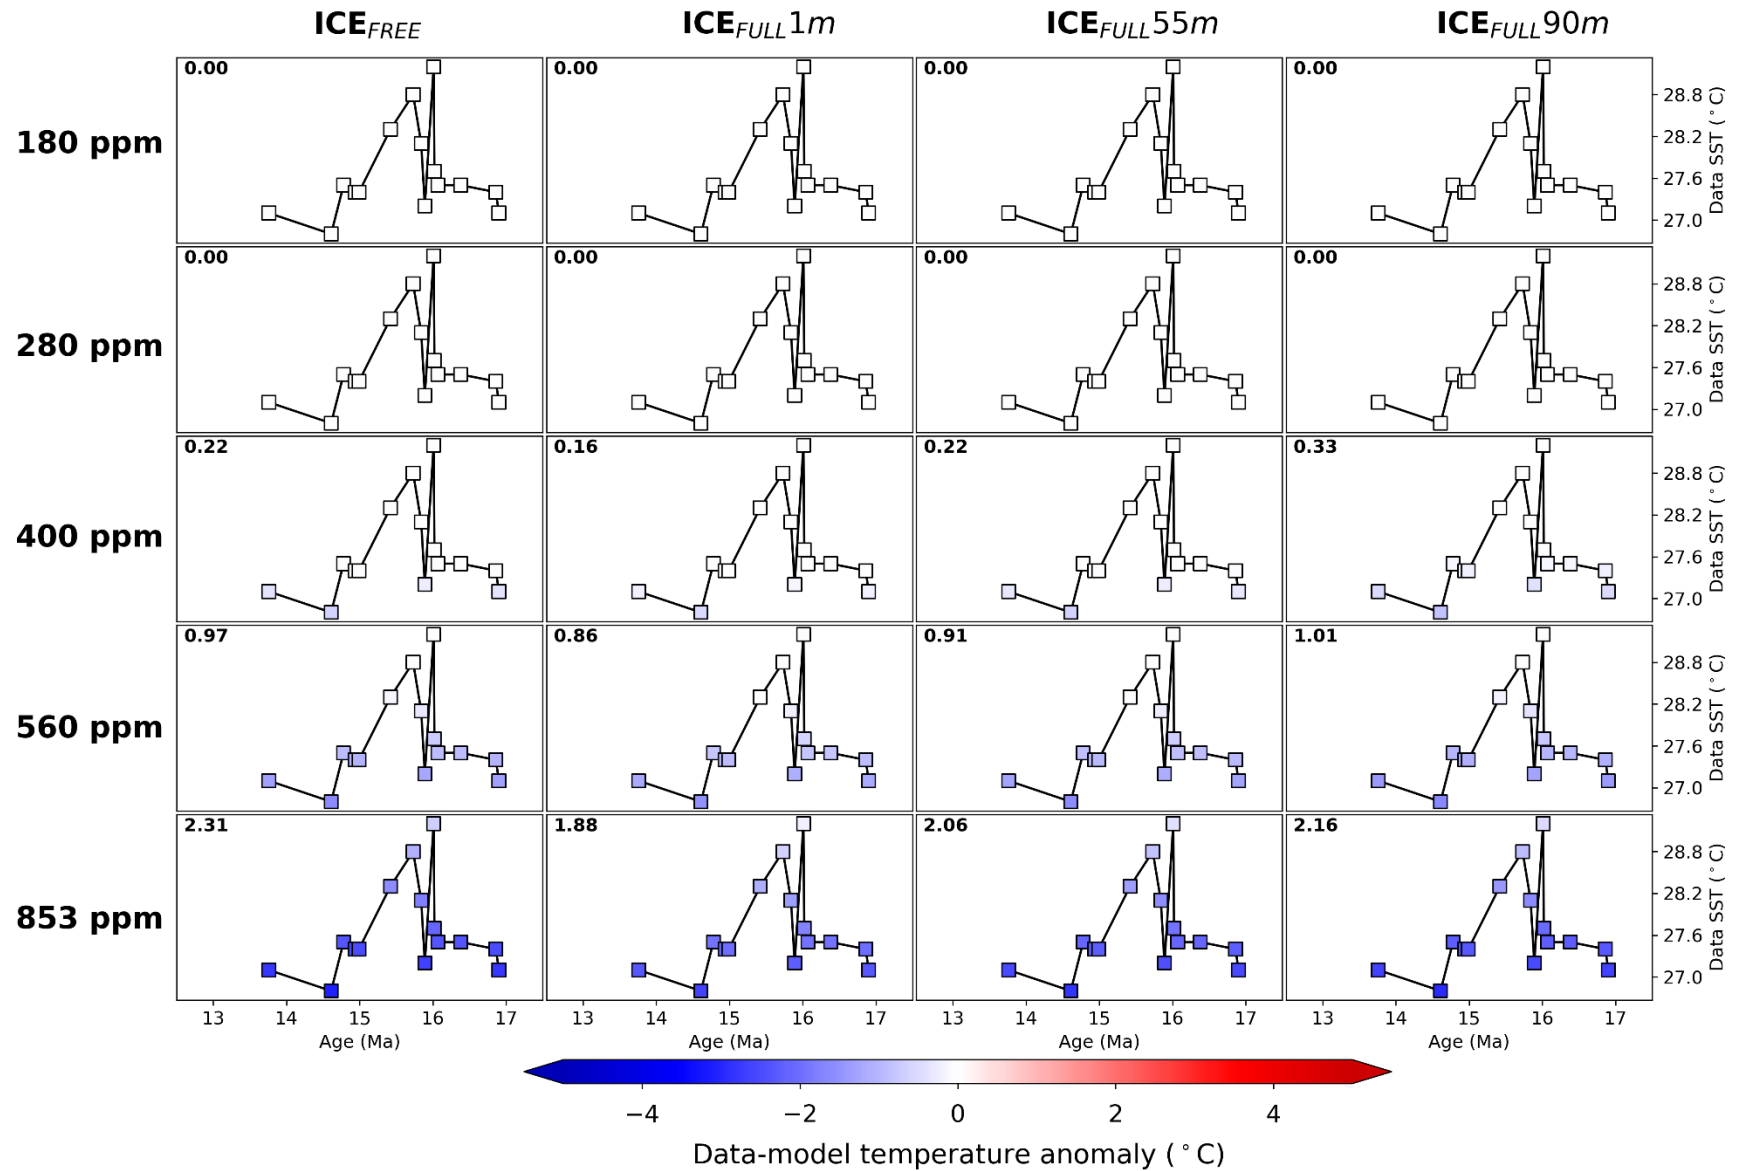 ICE_FREE ICE_FULL1m ICE_FULL55m ICE_FULL90m
180 ppm
0.00 0.00 0.00 0.00
28.8
28.2
27.6
27.0
Data SST (°C)
280 ppm
0.00 0.00 0.00 0.00
28.8
28.2
27.6
27.0
Data SST (°C)
400 ppm
0.22 0.16 0.22 0.33
28.8
28.2
27.6
27.0
Data SST (°C)
560 ppm
0.97 0.86 0.91 1.01
28.8
28.2
27.6
27.0
Data SST (°C)
853 ppm
2.31 1.88 2.06 2.16
28.8
28.2
27.6
27.0
Data SST (°C)
13 14 15 16 17 13 14 15 16 17 13 14 15 16 17 13 14 15 16 17
Age (Ma) Age (Ma) Age (Ma) Age (Ma)
−4 −2 0 2 4
Data-model temperature anomaly (°C)